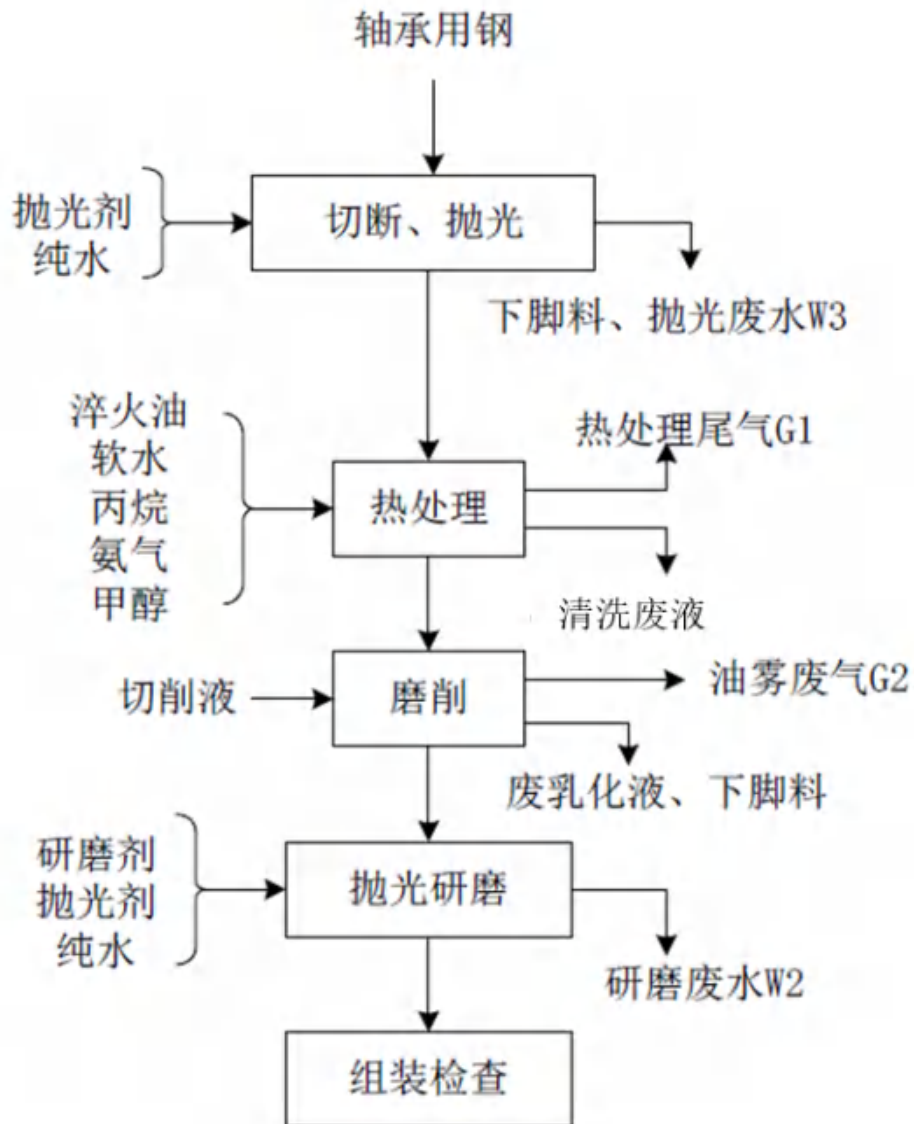 轴承用钢
抛光剂
纯水
切断、抛光
下脚料、抛光废水W3
淬火油
软水
丙烷
氨气
甲醇
热处理
热处理尾气G1
清洗废液
切削液
磨削
油雾废气G2
废乳化液、下脚料
研磨剂
抛光剂
纯水
抛光研磨
研磨废水W2
组装检查